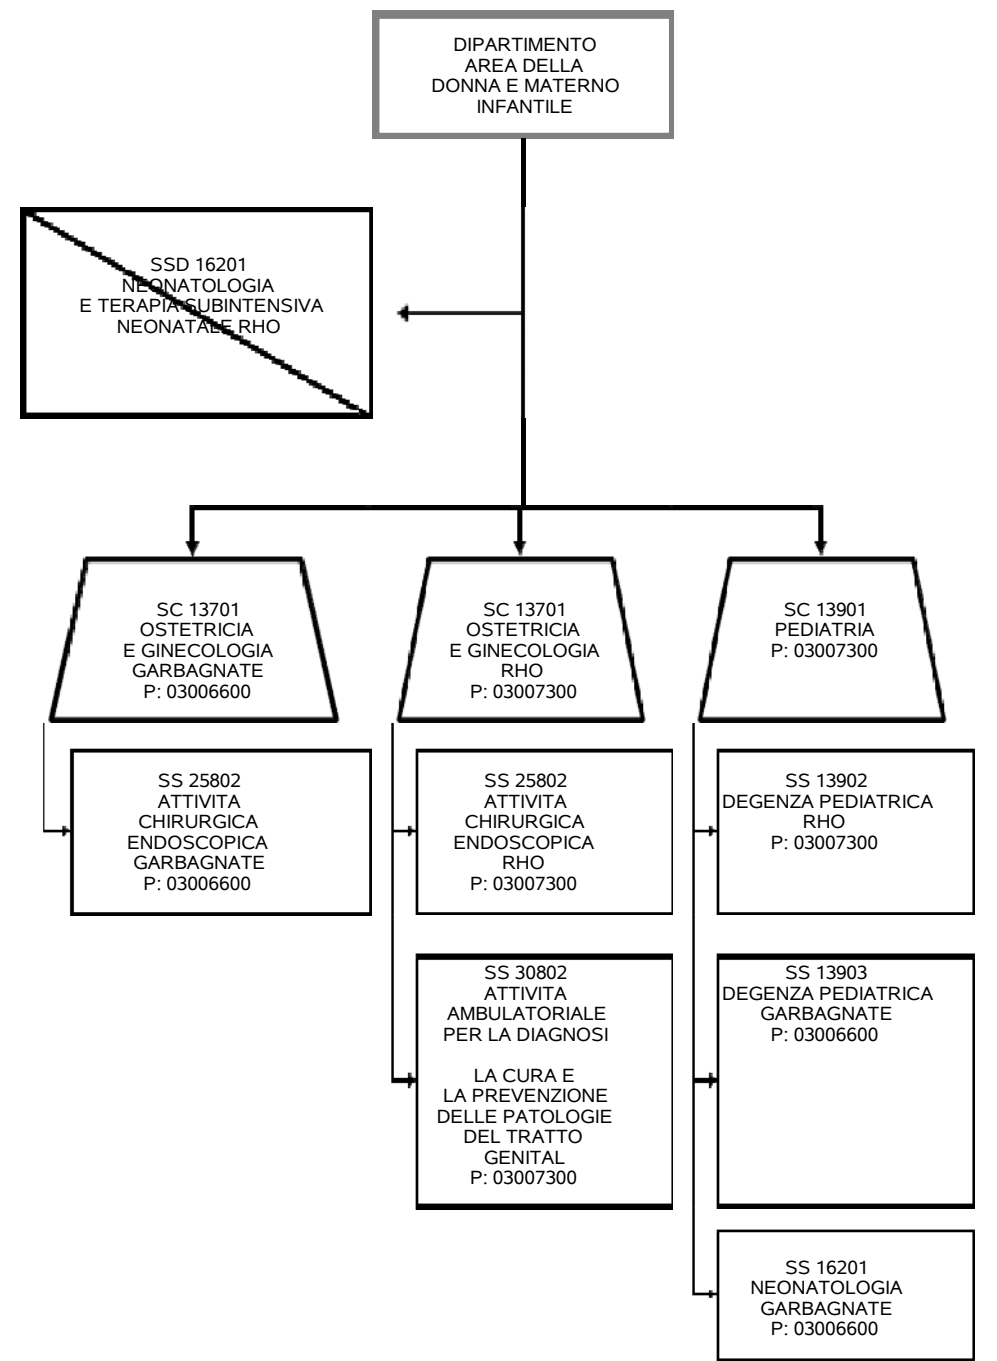 DIPARTIMENTO
AREA DELLA
DONNA E MATERNO
INFANTILE
SSD 16201
NEONATOLOGIA
E TERAPIA SUBINTENSIVA
NEONATALE RHO
SC 13701
OSTETRICIA
E GINECOLOGIA
GARBAGNATE
P: 03006600
SC 13701
OSTETRICIA
E GINECOLOGIA
RHO
P: 03007300
SC 13901
PEDIATRIA
P: 03007300
SS 25802
ATTIVITA
CHIRURGICA
ENDOSCOPICA
GARBAGNATE
P: 03006600
SS 25802
ATTIVITA
CHIRURGICA
ENDOSCOPICA
RHO
P: 03007300
SS 13902
DEGENZA PEDIATRICA
RHO
P: 03007300
SS 30802
ATTIVITA
AMBULATORIALE
PER LA DIAGNOSI
LA CURA E
LA PREVENZIONE
DELLE PATOLOGIE
DEL TRATTO
GENITAL
P: 03007300
SS 13903
DEGENZA PEDIATRICA
GARBAGNATE
P: 03006600
SS 16201
NEONATOLOGIA
GARBAGNATE
P: 03006600